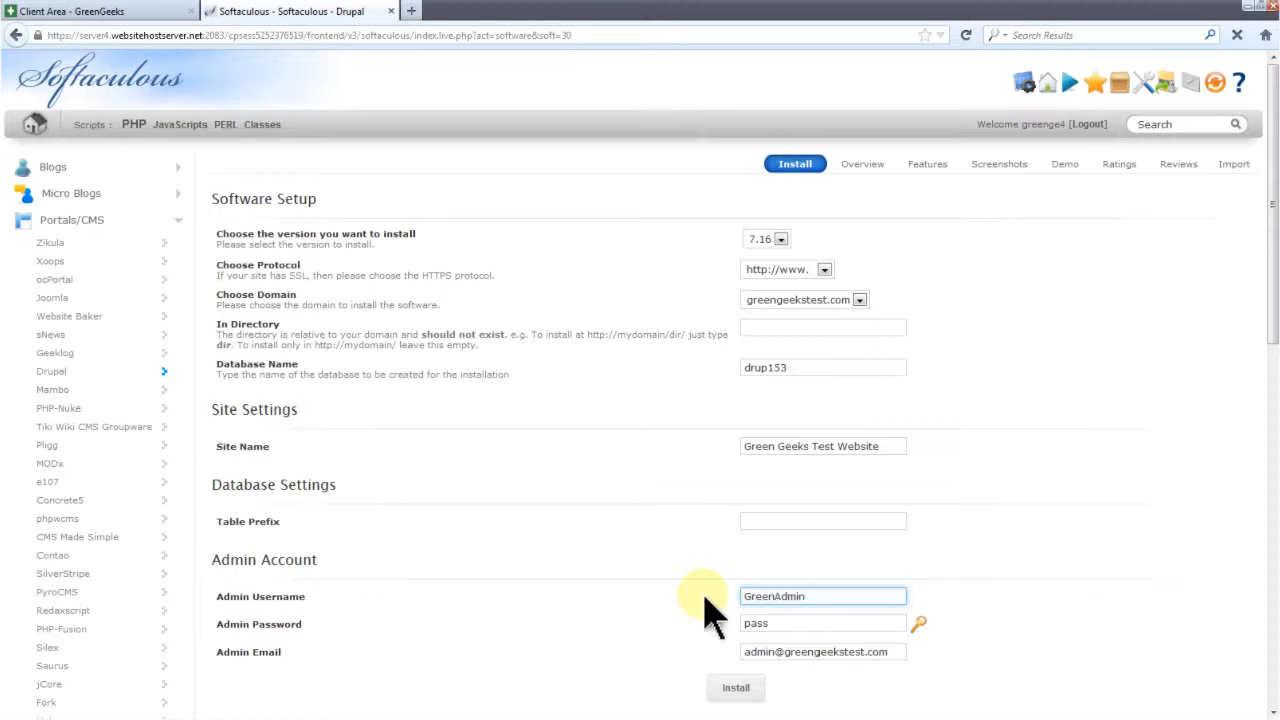 Client Area - GreenGeeks
Softaculous - Softaculous - Drupal
https://server4.websitehostserver.net:2083/cpsess5252376519/frontend/x3/softaculous/index.live.php?act=software&soft=30
Search Results
Softaculous
Scripts : PHP JavaScripts PERL Classes
Welcome greenge4 [Logout]
Search
Install Overview Features Screenshots Demo Ratings Reviews Import
Blogs
Micro Blogs
Portals/CMS
Zikula
Xoops
ocPortal
Joomla
Website Baker
sNews
Geeklog
Drupal
Mambo
PHP-Nuke
Tiki Wiki CMS Groupware
Pligg
MODx
e107
Concrete5
phpwcms
CMS Made Simple
Contao
SilverStripe
PyroCMS
Redaxscript
PHP-Fusion
Silex
Saurus
jCore
Fork
Software Setup
Choose the version you want to install
Please select the version to install.
7.16
Choose Protocol
If your site has SSL, then please choose the HTTPS protocol.
http://www.
Choose Domain
Please choose the domain to install the software.
greengeekstest.com
In Directory
The directory is relative to your domain and should not exist. e.g. To install at http://mydomain/dir/ just type
dir. To install only in http://mydomain/ leave this empty.
Database Name
Type the name of the database to be created for the installation
drup153
Site Settings
Site Name
Green Geeks Test Website
Database Settings
Table Prefix
Admin Account
Admin Username
GreenAdmin
Admin Password
pass
Admin Email
admin@greengeekstest.com
Install